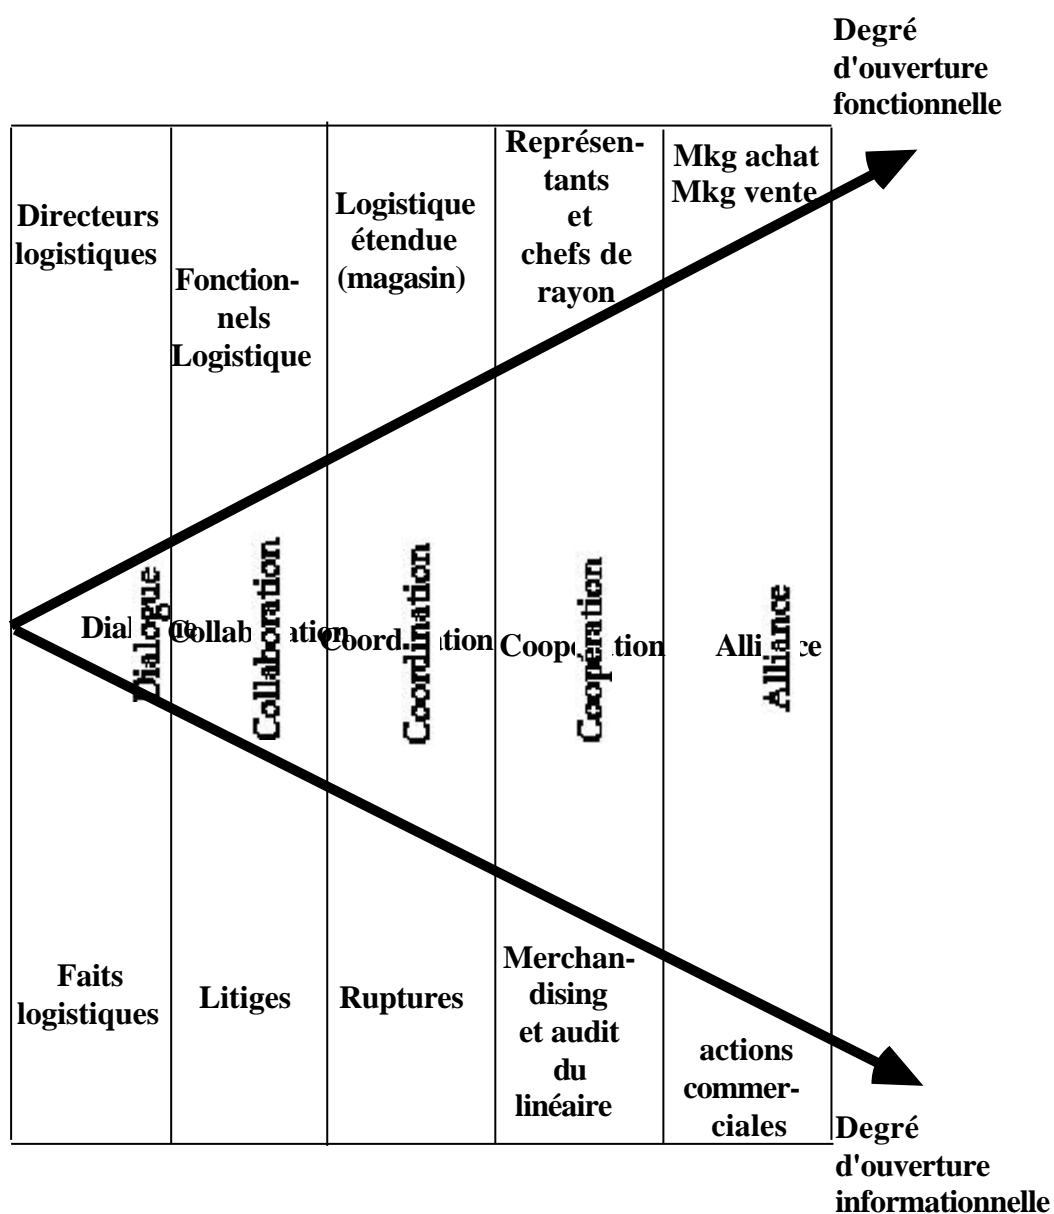 Degré
d'ouverture
fonctionnelle
Directeurs
logistiques
Fonction-
nels
Logistique
Logistique
étendue
(magasin)
Représen-
tants
et
chefs de
rayon
Mkg achat
Mkg vente
Dialogue
Collaboration
Coordination
Coopération
Alliance
Faits
logistiques
Litiges
Ruptures
Merchan-
dising
et audit
du
linéaire
actions
commer-
ciales
Degré
d'ouverture
informationnelle